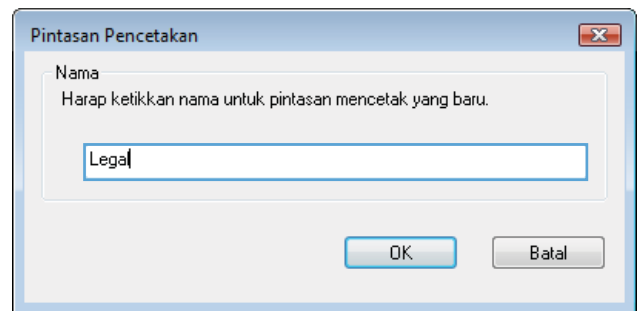 Pintasan Pencetakan
Nama
Harap ketikkan nama untuk pintasan mencetak yang baru.
Legal
OK
Batal